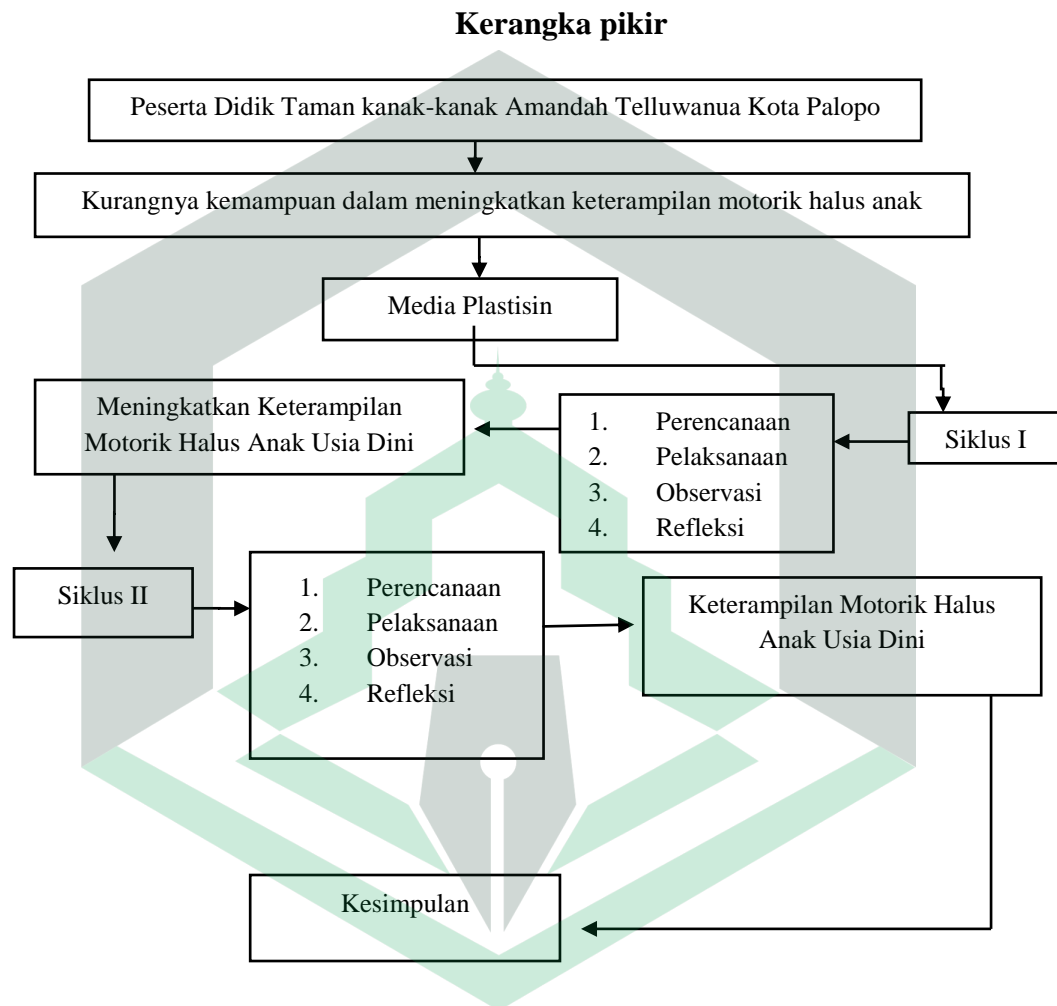 Kerangka pikir
Peserta Didik Taman kanak-kanak Amandah Telluwanua Kota Palopo
Kurangnya kemampuan dalam meningkatkan keterampilan motorik halus anak
Media Plastisin
Siklus I
1. Perencanaan
2. Pelaksanaan
3. Observasi
4. Refleksi
Meningkatkan Keterampilan
Motorik Halus Anak Usia Dini
Siklus II
1. Perencanaan
2. Pelaksanaan
3. Observasi
4. Refleksi
Keterampilan Motorik Halus
Anak Usia Dini
Kesimpulan